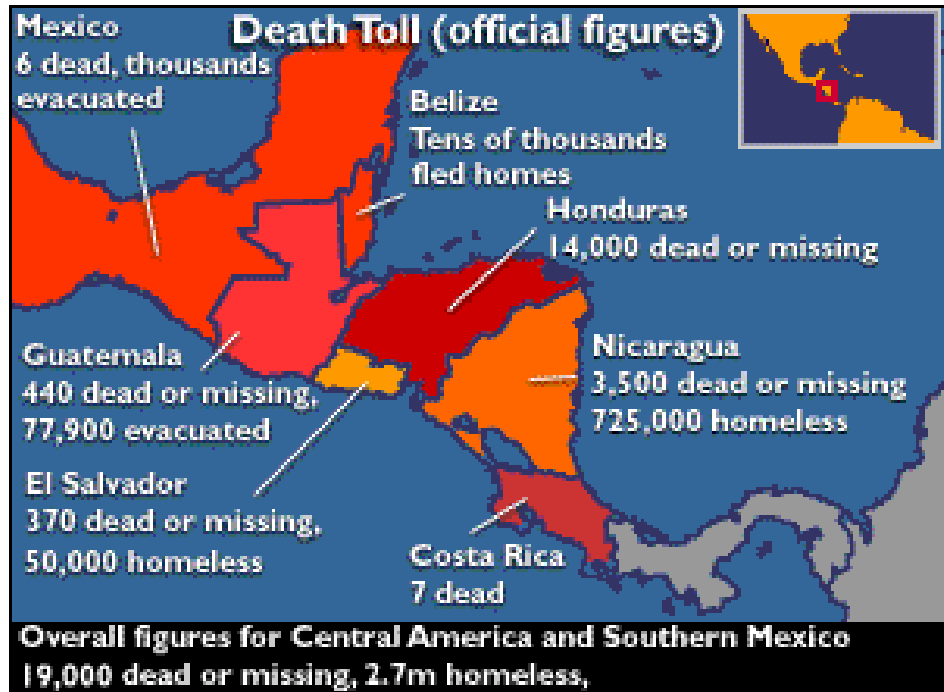 Death Toll (official figures)
Mexico
6 dead, thousands
evacuated
Belize
Tens of thousands
fled homes
Honduras
14,000 dead or missing
Guatemala
440 dead or missing,
77,900 evacuated
Nicaragua
3,500 dead or missing
725,000 homeless
El Salvador
370 dead or missing,
50,000 homeless
Costa Rica
7 dead
Overall figures for Central America and Southern Mexico
19,000 dead or missing, 2.7m homeless,